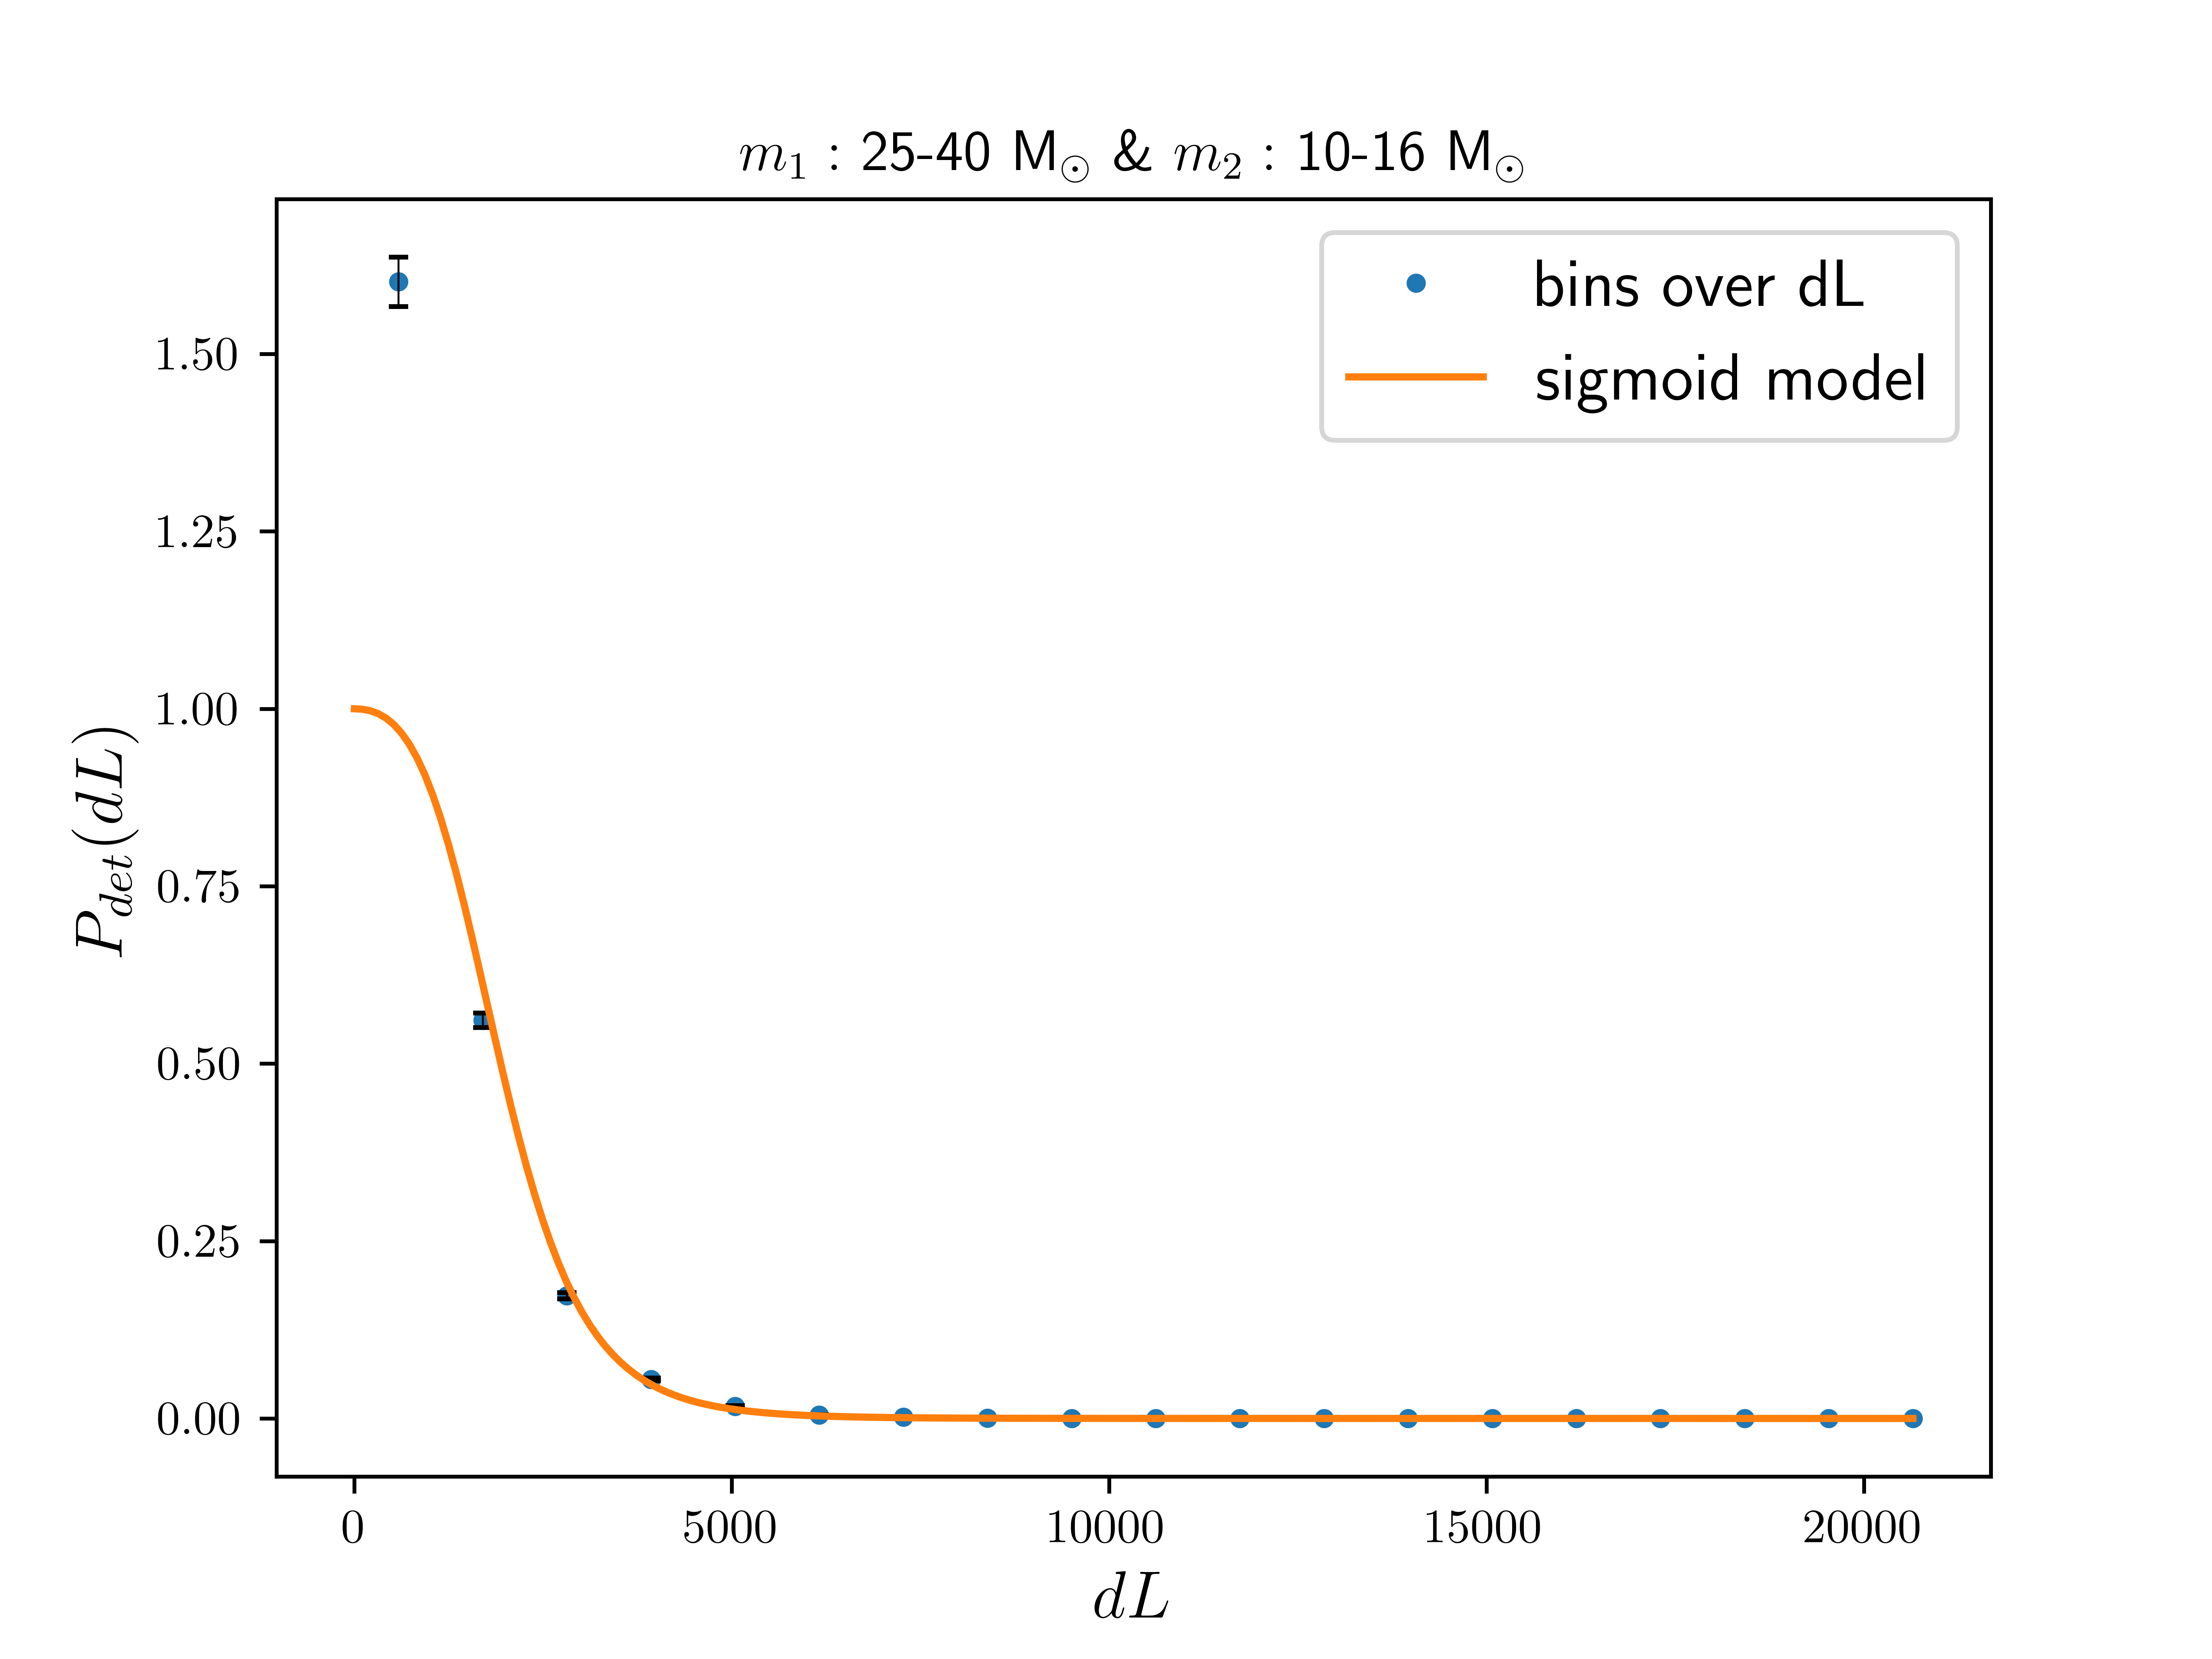 m₁ : 25-40 M⊙ & m₂ : 10-16 M⊙
bins over dL
sigmoid model
P_det(dL)
1.50
1.25
1.00
0.75
0.50
0.25
0.00
0
5000
10000
15000
20000
dL